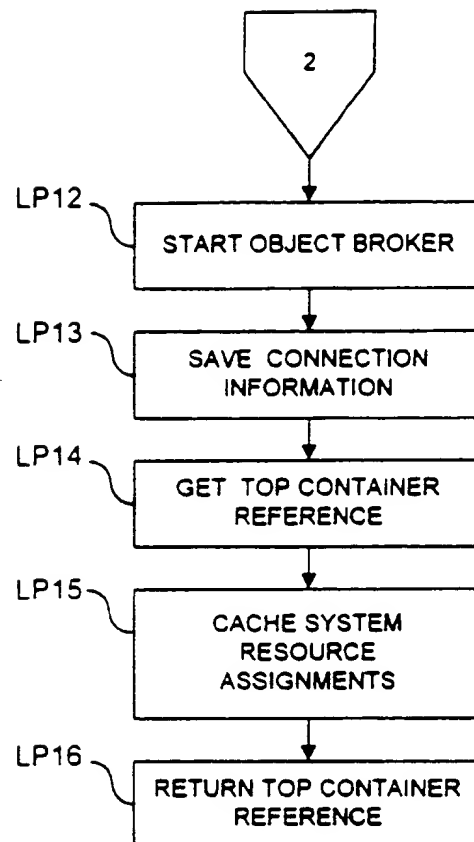 2
LP12
START OBJECT BROKER
LP13
SAVE CONNECTION
INFORMATION
LP14
GET TOP CONTAINER
REFERENCE
LP15
CACHE SYSTEM
RESOURCE
ASSIGNMENTS
LP16
RETURN TOP CONTAINER
REFERENCE